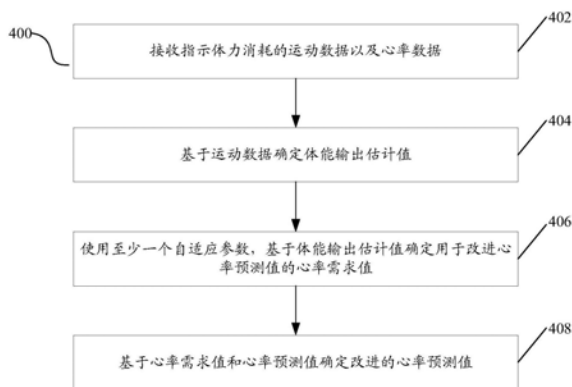 400
402
接收指示体力消耗的运动数据以及心率数据
404
基于运动数据确定体能输出估计值
406
使用至少一个自适应参数，基于体能输出估计值确定用于改进心
率预测值的心率需求值
408
基于心率需求值和心率预测值确定改进的心率预测值